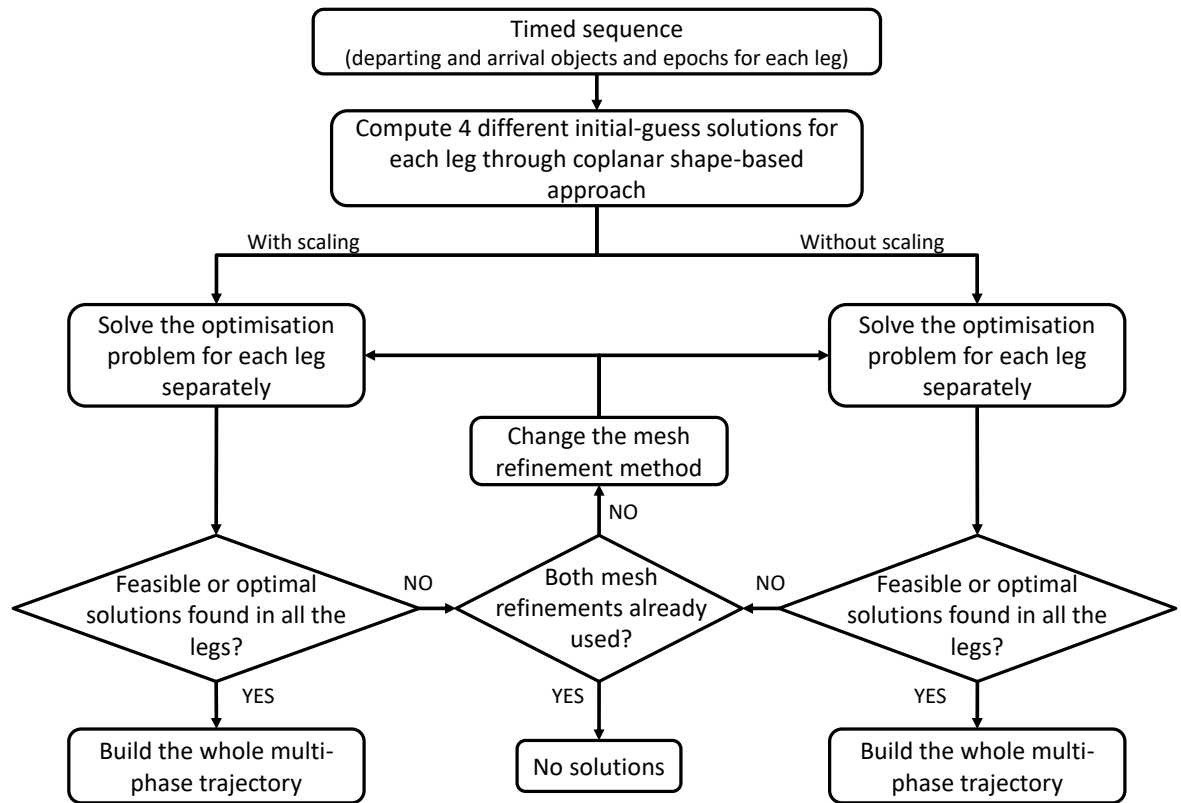 Timed sequence
(departing and arrival objects and epochs for each leg)
Compute 4 different initial-guess solutions for
each leg through coplanar shape-based
approach
With scaling
Without scaling
Solve the optimisation
problem for each leg
separately
Solve the optimisation
problem for each leg
separately
Change the mesh
refinement method
NO
Feasible or optimal
solutions found in all the
legs?
NO
Both mesh
refinements already
used?
NO
Feasible or optimal
solutions found in all the
legs?
YES
YES
YES
Build the whole multi-
phase trajectory
No solutions
Build the whole multi-
phase trajectory